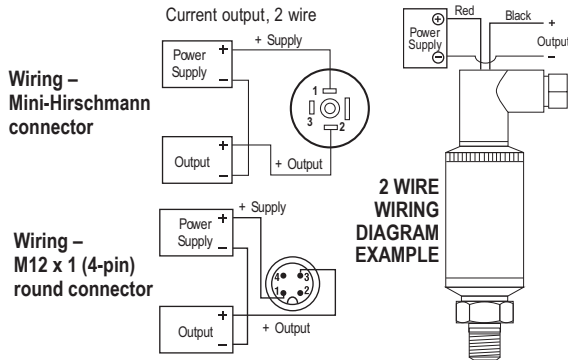 Current output, 2 wire
Wiring –
Mini-Hirschmann
connector
Power
Supply
+
–
+ Supply
1
3
2
Output
+
–
+ Output
Wiring –
M12 x 1 (4-pin)
round connector
Power
Supply
+
–
+ Supply
4
3
1
2
Output
+
–
+ Output
Power
Supply
+
–
Red
Black
+
Output
–
2 WIRE
WIRING
DIAGRAM
EXAMPLE